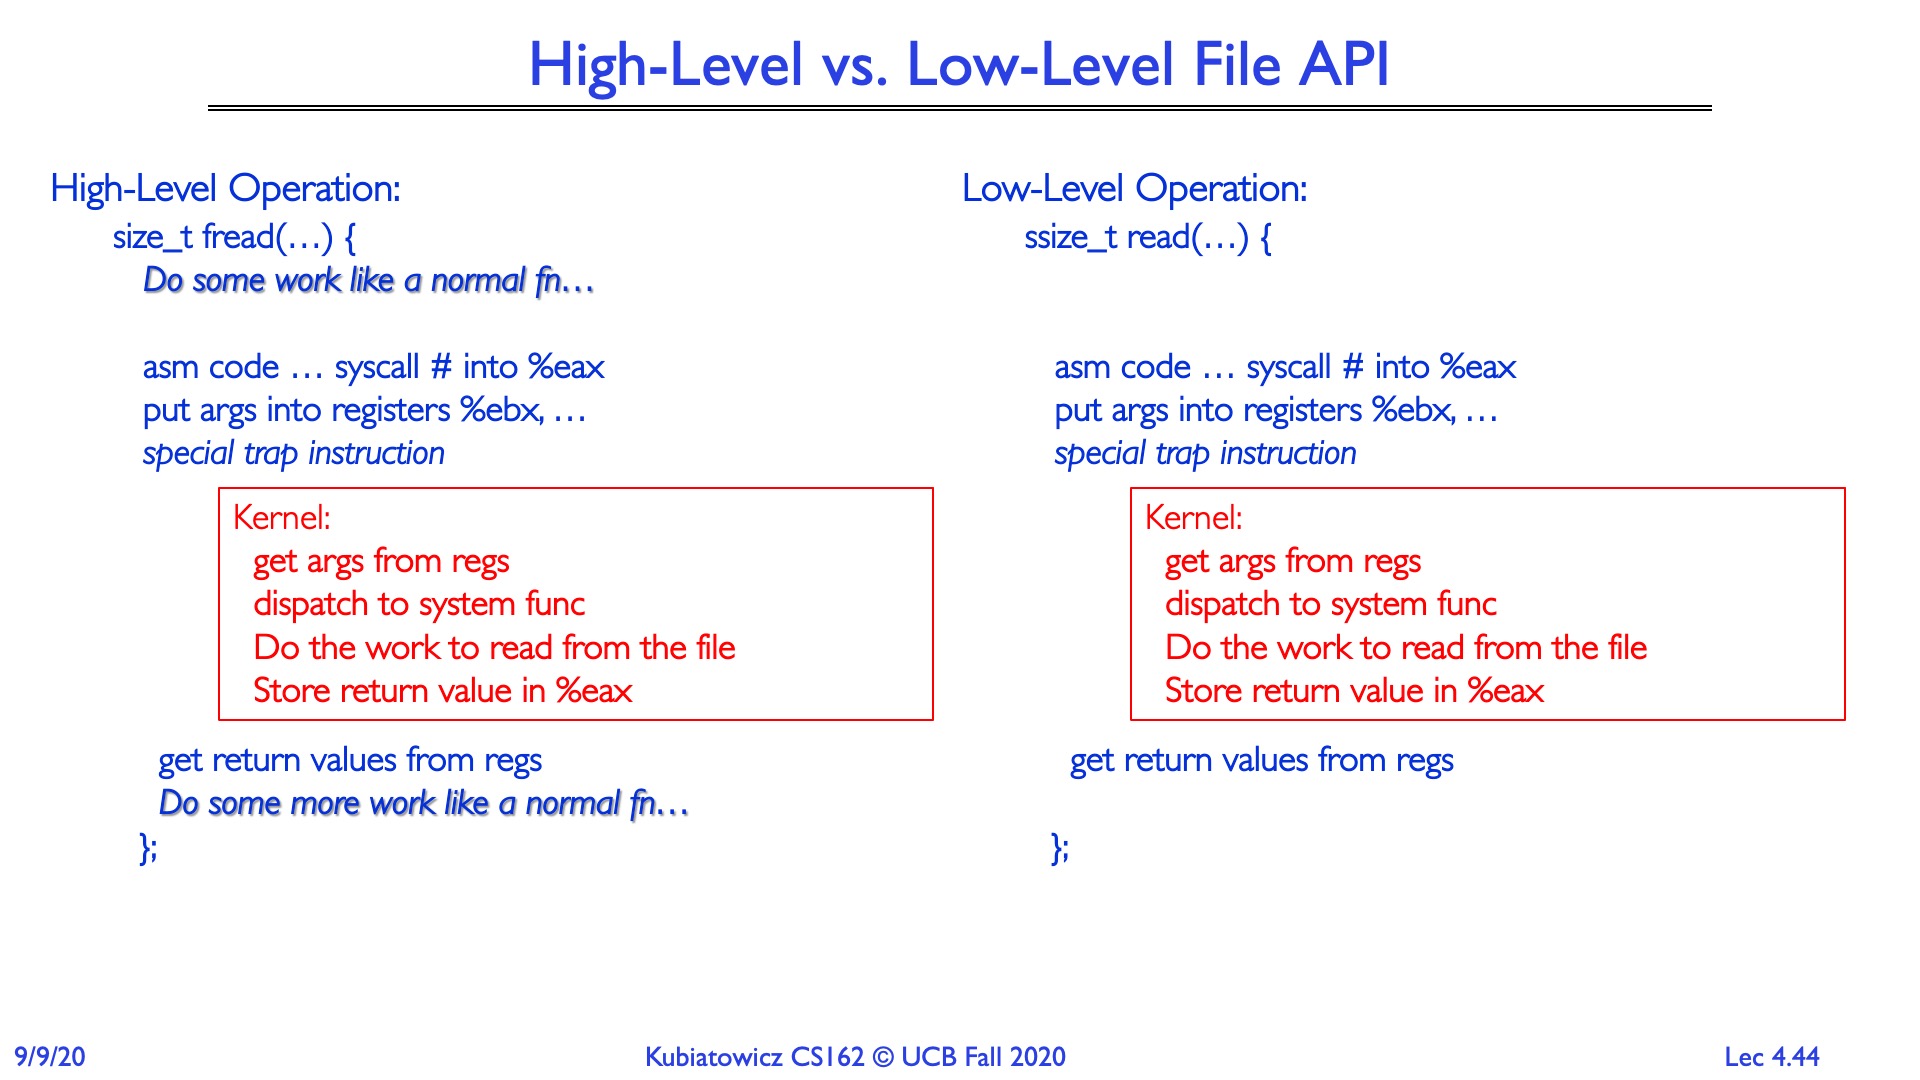 High-Level vs. Low-Level File API
High-Level Operation:
size_t fread(…) {
Do some work like a normal fn…
asm code … syscall # into %eax
put args into registers %ebx, …
special trap instruction
Kernel:
get args from regs
dispatch to system func
Do the work to read from the file
Store return value in %eax
get return values from regs
Do some more work like a normal fn…
};
Low-Level Operation:
ssize_t read(…) {
asm code … syscall # into %eax
put args into registers %ebx, …
special trap instruction
Kernel:
get args from regs
dispatch to system func
Do the work to read from the file
Store return value in %eax
get return values from regs
};
9/9/20
Kubiatowicz CS162 © UCB Fall 2020
Lec 4.44